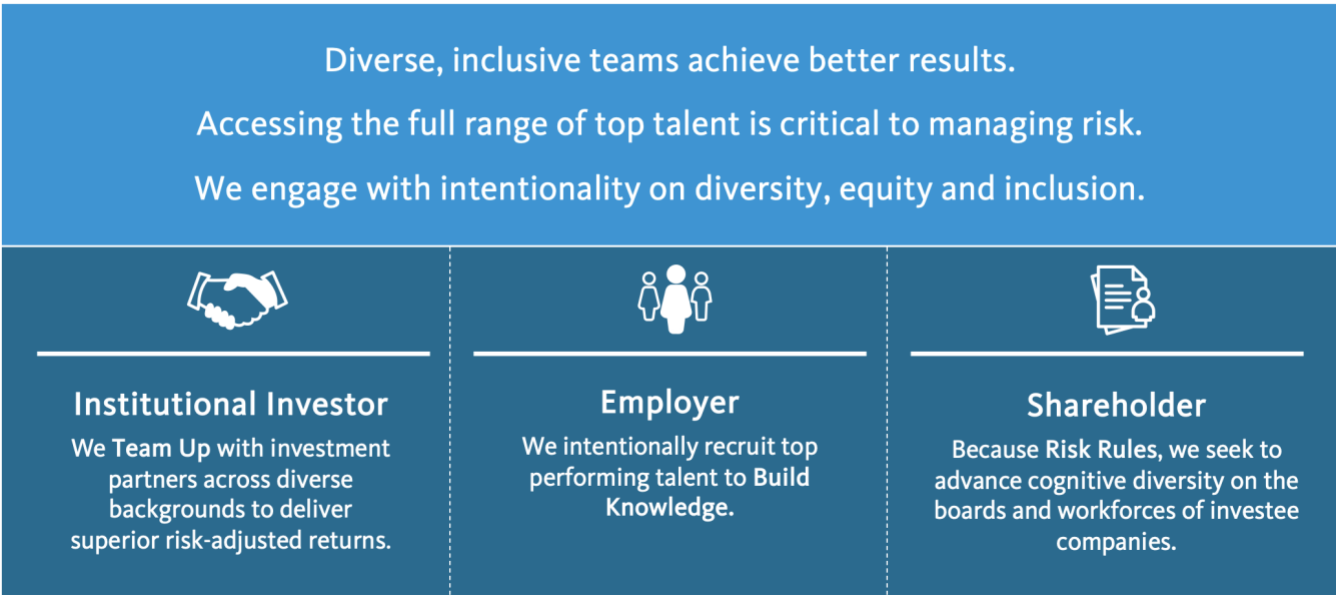 Diverse, inclusive teams achieve better results.
Accessing the full range of top talent is critical to managing risk.
We engage with intentionality on diversity, equity and inclusion.
Institutional Investor
We Team Up with investment
partners across diverse
backgrounds to deliver
superior risk-adjusted returns.
Employer
We intentionally recruit top
performing talent to Build
Knowledge.
Shareholder
Because Risk Rules, we seek to
advance cognitive diversity on the
boards and workforces of investee
companies.